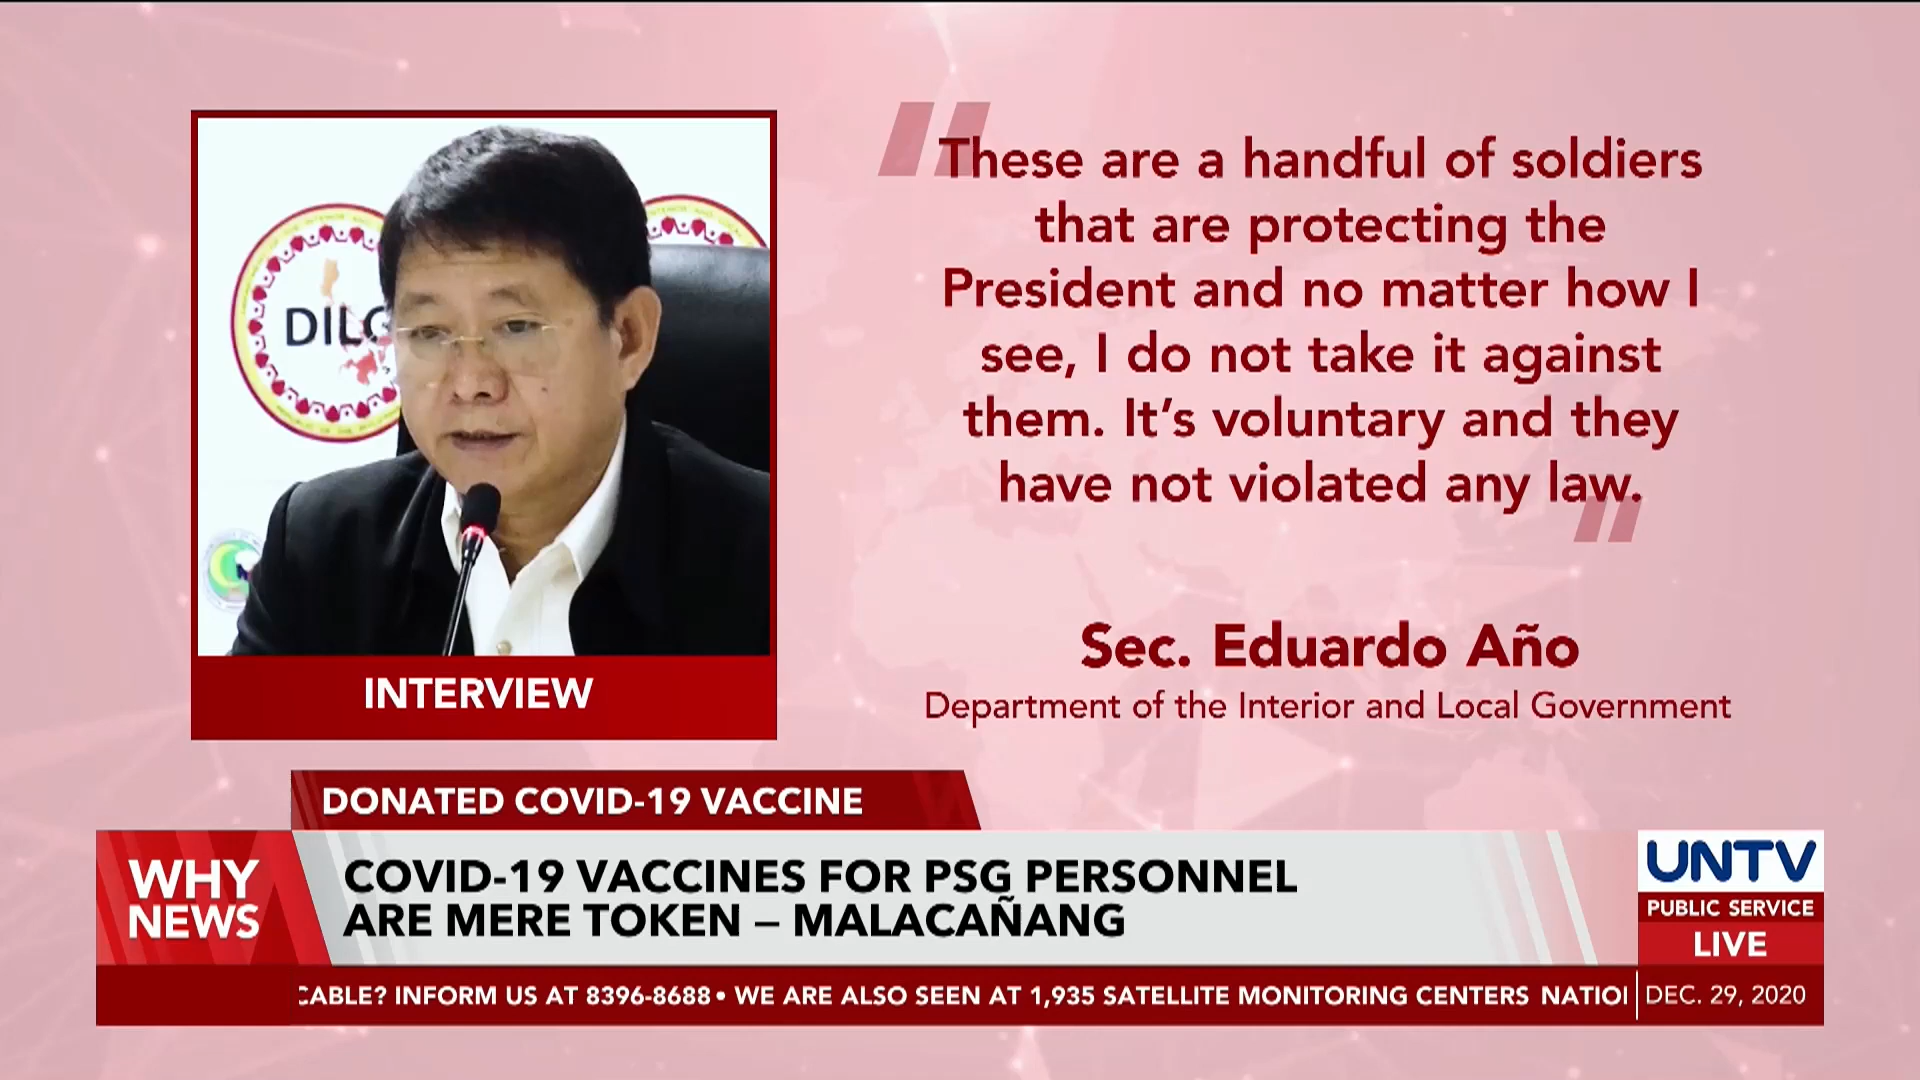 These are a handful of soldiers
that are protecting the
President and no matter how I
see, I do not take it against
them. It's voluntary and they
have not violated any law.
Sec. Eduardo Año
Department of the Interior and Local Government
DILG
INTERVIEW
DONATED COVID-19 VACCINE
WHY
NEWS
COVID-19 VACCINES FOR PSG PERSONNEL
ARE MERE TOKEN – MALACAÑANG
UNTV
PUBLIC SERVICE
LIVE
CABLE? INFORM US AT 8396-8688 • WE ARE ALSO SEEN AT 1,935 SATELLITE MONITORING CENTERS NATIO
DEC. 29, 2020